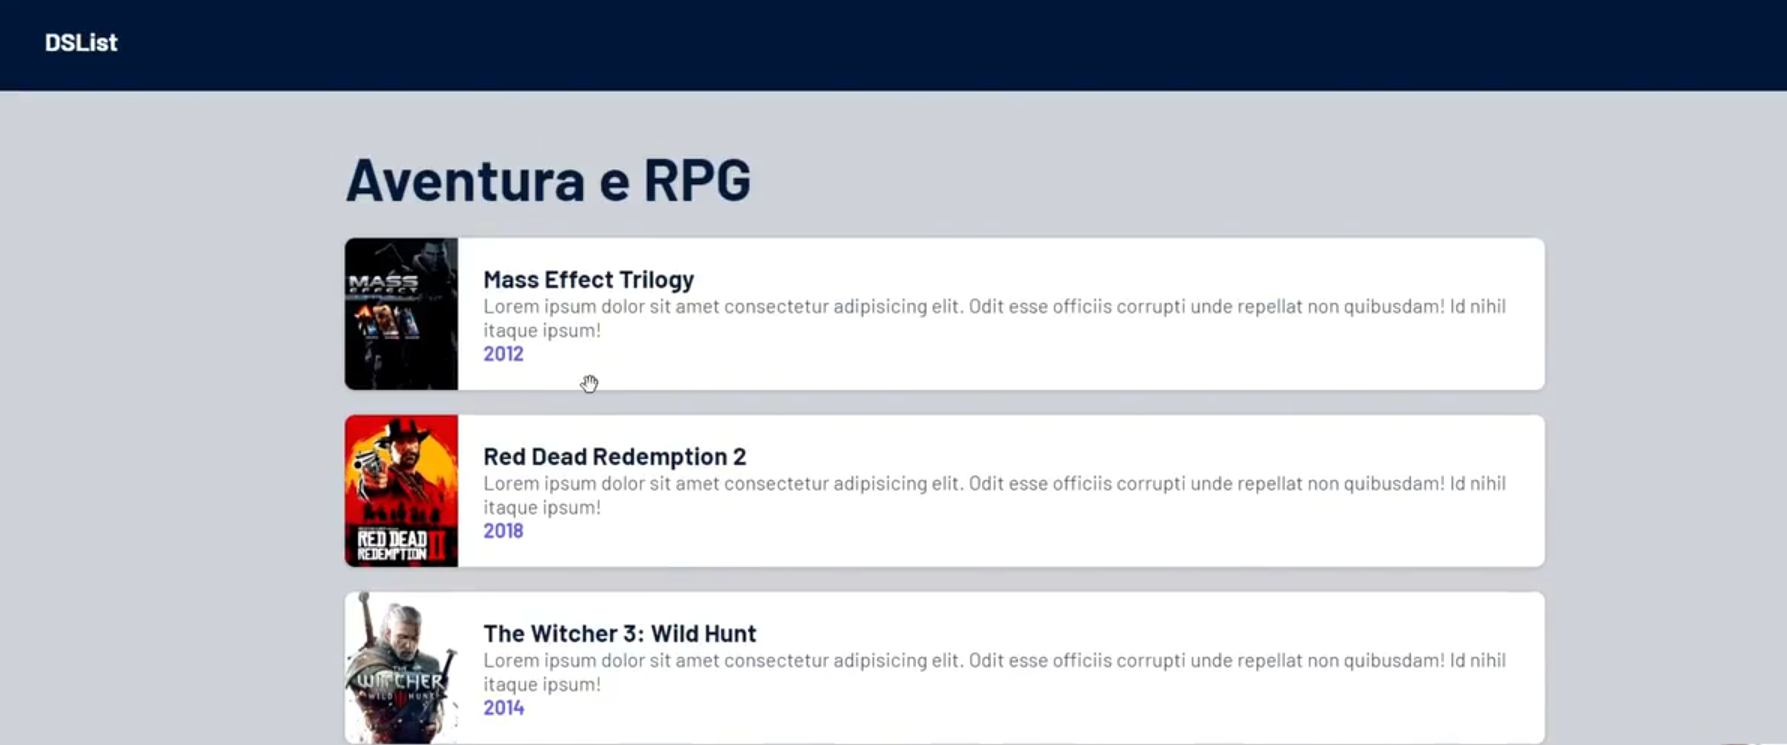 DSList
Aventura e RPG
MASS
EFFECT
Mass Effect Trilogy
Lorem ipsum dolor sit amet consectetur adipisicing elit. Odit esse officiis corrupti unde repellat non quibusdam! Id nihil
itaque ipsum!
2012
Red Dead Redemption 2
Lorem ipsum dolor sit amet consectetur adipisicing elit. Odit esse officiis corrupti unde repellat non quibusdam! Id nihil
itaque ipsum!
2018
RED DEAD
REDEMPTION II
The Witcher 3: Wild Hunt
Lorem ipsum dolor sit amet consectetur adipisicing elit. Odit esse officiis corrupti unde repellat non quibusdam! Id nihil
itaque ipsum!
2014
THE
WITCHER
WILD HUNT